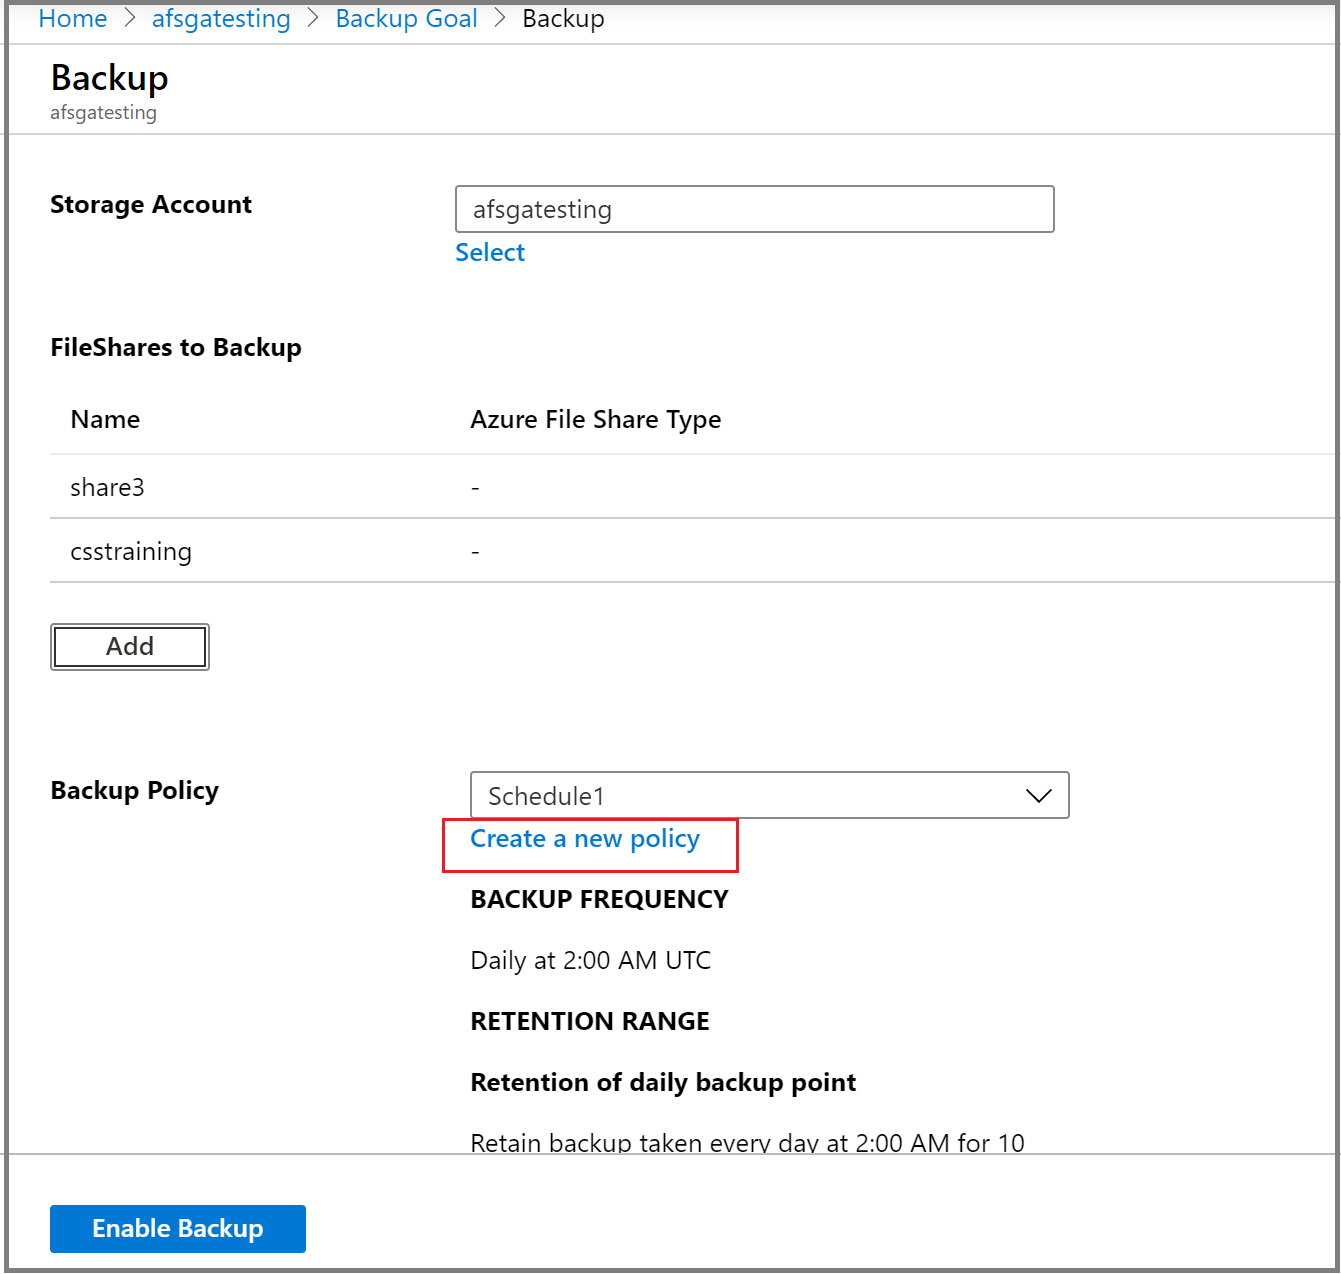 Home > afsgatesting > Backup Goal > Backup
Backup
afsgatesting
Storage Account
afsgatesting
Select
FileShares to Backup
Name Azure File Share Type
share3 -
csstraining -
Add
Backup Policy
Schedule1
Create a new policy
BACKUP FREQUENCY
Daily at 2:00 AM UTC
RETENTION RANGE
Retention of daily backup point
Retain backup taken every day at 2:00 AM for 10
Enable Backup